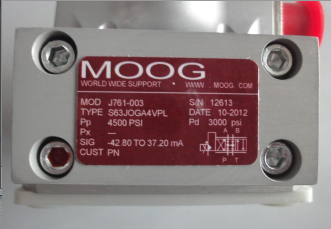 MOOG
WORLD WIDE SUPPORT • WWW . MOOG COM
MOD J761-003 S/N 12613
TYPE S63JOGA4VPL DATE 10-2012
Pp 4500 PSI Pd 3000 psi
Px —
SIG -42.80 TO 37.20 mA
CUST PN
A B
P T